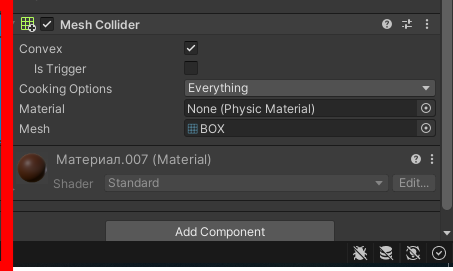 Mesh Collider
Convex
Is Trigger
Cooking Options Everything
Material None (Physic Material)
Mesh BOX
Материал.007 (Material)
Shader Standard Edit...
Add Component